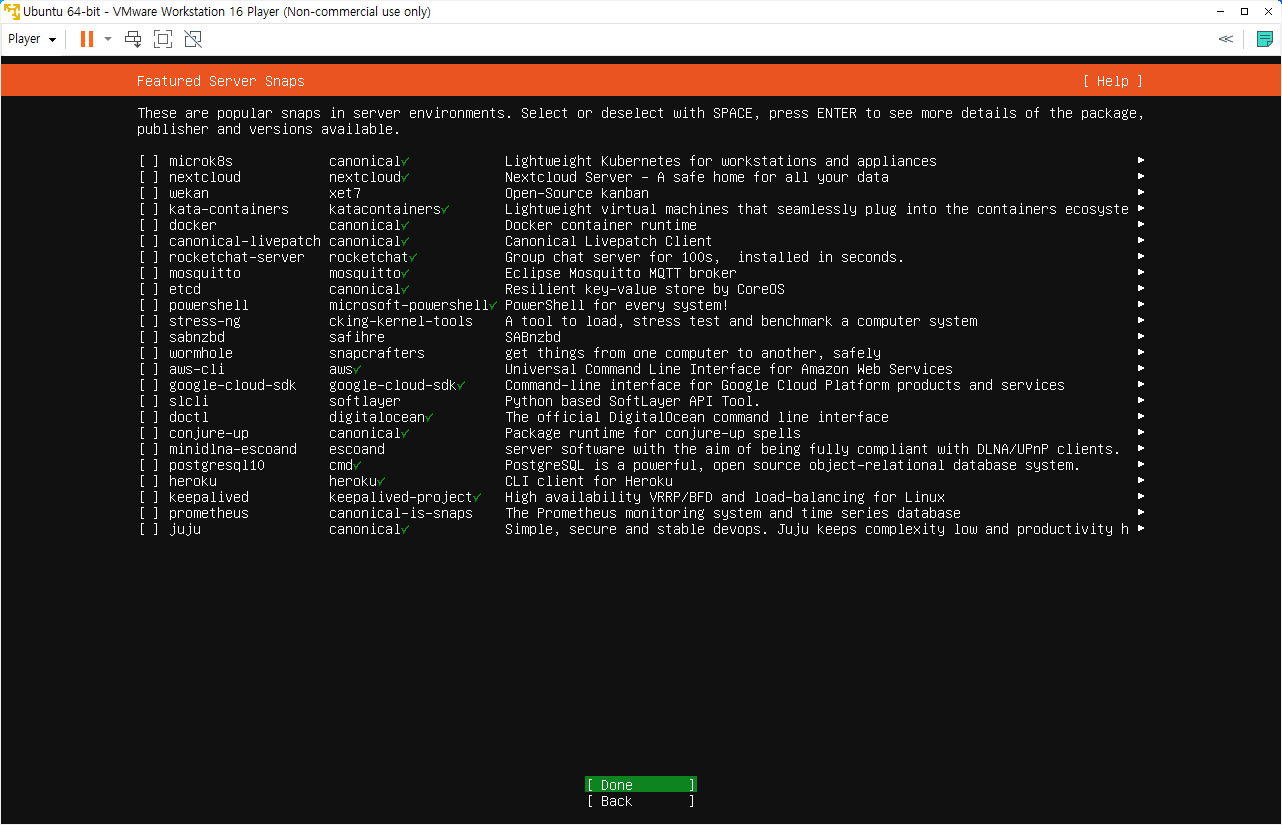 Ubuntu 64-bit - VMware Workstation 16 Player (Non-commercial use only)
Player
Featured Server Snaps [ Help ]
These are popular snaps in server environments. Select or deselect with SPACE, press ENTER to see more details of the package,
publisher and versions available.
[ ] microk8s canonical✓ Lightweight Kubernetes for workstations and appliances ►
[ ] nextcloud nextcloud✓ Nextcloud Server – A safe home for all your data ►
[ ] wekan xet7 Open-Source kanban ►
[ ] kata-containers katacontainers✓ Lightweight virtual machines that seamlessly plug into the containers ecosyste ►
[ ] docker canonical✓ Docker container runtime ►
[ ] canonical-livepatch canonical✓ Canonical Livepatch Client ►
[ ] rocketchat-server rocketchat✓ Group chat server for 100s, installed in seconds. ►
[ ] mosquitto mosquitto✓ Eclipse Mosquitto MQTT broker ►
[ ] etcd canonical✓ Resilient key-value store by CoreOS ►
[ ] powershell microsoft-powershell✓ PowerShell for every system! ►
[ ] stress-ng cking-kernel-tools A tool to load, stress test and benchmark a computer system ►
[ ] sabnzbd safihre SABnzbd ►
[ ] wormhole snapcrafters get things from one computer to another, safely ►
[ ] aws-cli aws✓ Universal Command Line Interface for Amazon Web Services ►
[ ] google-cloud-sdk google-cloud-sdk✓ Command-line interface for Google Cloud Platform products and services ►
[ ] slcli softlayer Python based SoftLayer API Tool. ►
[ ] doctl digitalocean✓ The official DigitalOcean command line interface ►
[ ] conjure-up canonical✓ Package runtime for conjure-up spells ►
[ ] minidlna-escoand escoand server software with the aim of being fully compliant with DLNA/UPnP clients. ►
[ ] postgresql10 cmd✓ PostgreSQL is a powerful, open source object-relational database system. ►
[ ] heroku heroku✓ CLI client for Heroku ►
[ ] keepalived keepalived-project✓ High availability VRRP/BFD and load-balancing for Linux ►
[ ] prometheus canonical-is-snaps The Prometheus monitoring system and time series database ►
[ ] juju canonical✓ Simple, secure and stable devops. Juju keeps complexity low and productivity h ►
[ Done ]
[ Back ]